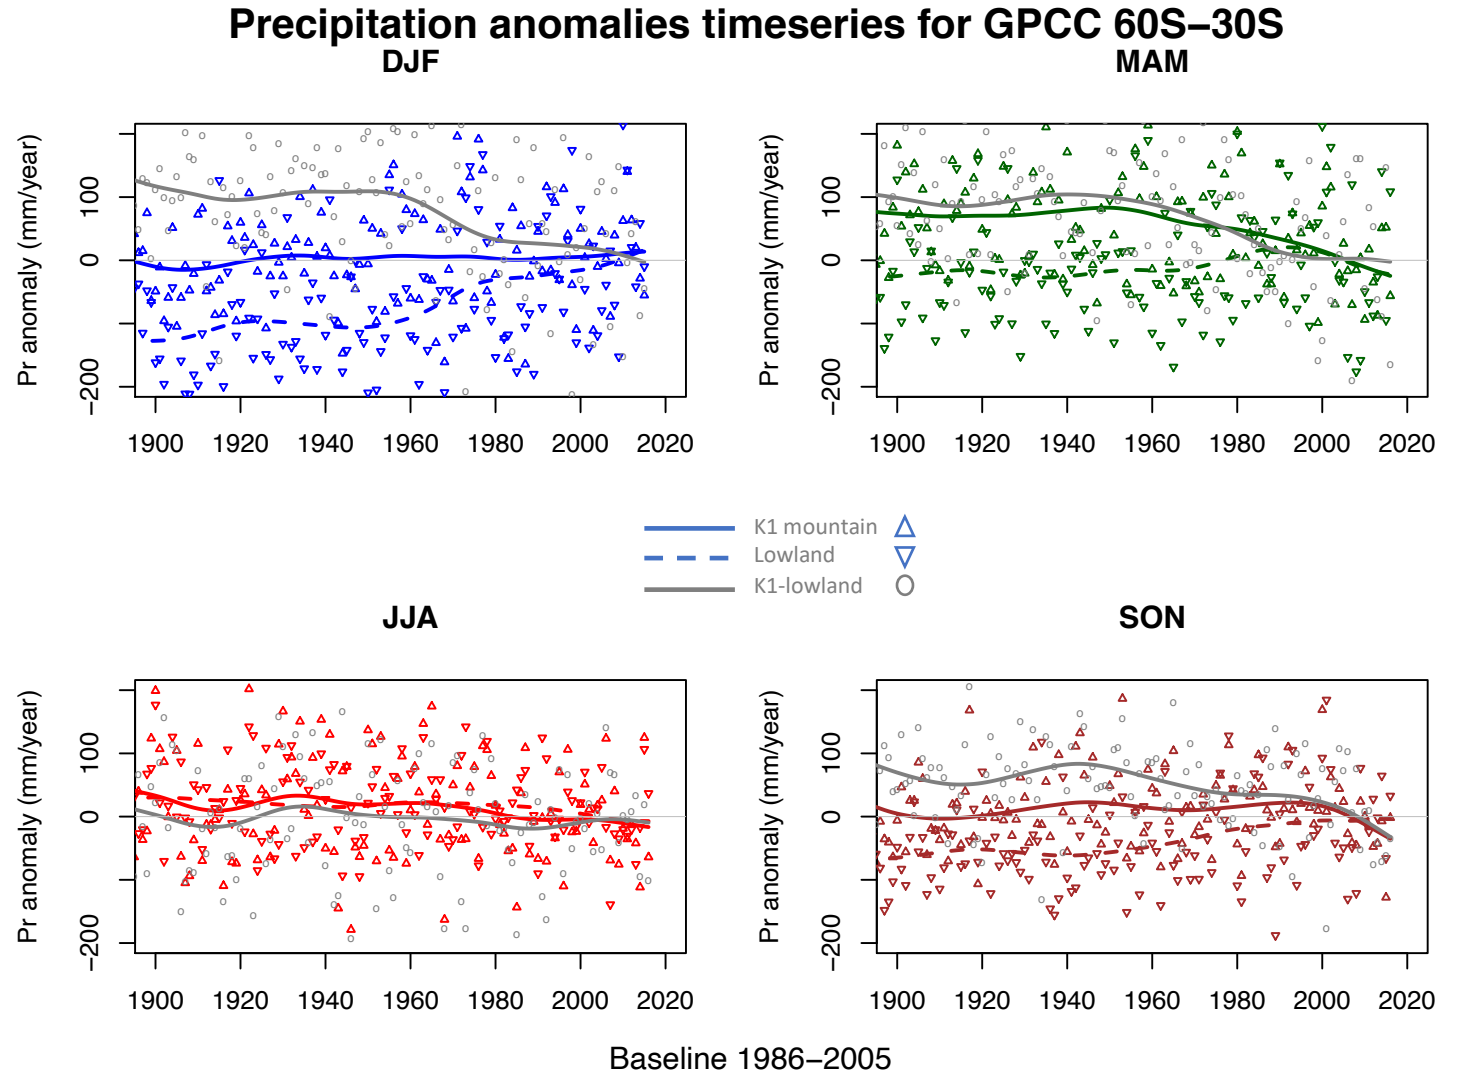 Precipitation anomalies timeseries for GPCC 60S−30S
DJF
MAM
Pr anomaly (mm/year)
100
0
−200
1900 1920 1940 1960 1980 2000 2020
Pr anomaly (mm/year)
100
0
−200
1900 1920 1940 1960 1980 2000 2020
K1 mountain
Lowland
K1-lowland
JJA
SON
Pr anomaly (mm/year)
100
0
−200
1900 1920 1940 1960 1980 2000 2020
Pr anomaly (mm/year)
100
0
−200
1900 1920 1940 1960 1980 2000 2020
Baseline 1986−2005